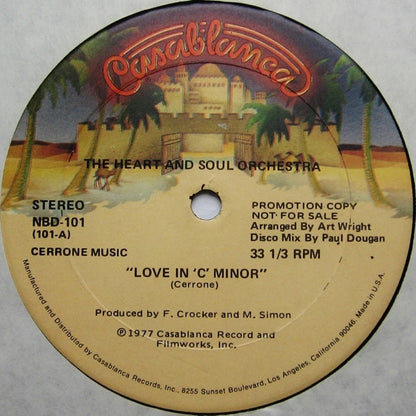 Casablanca
THE HEART AND SOUL ORCHESTRA
STEREO
NBD-101
(101-A)
CERRONE MUSIC
PROMOTION COPY
NOT FOR SALE
Arranged By Art Wright
Disco Mix By Paul Dougan
33 1/3 RPM
"LOVE IN 'C' MINOR"
(Cerrone)
Produced by F. Crocker and M. Simon
℗1977 Casablanca Record and
Filmworks, Inc.
Manufactured and Distributed by Casablanca Records, Inc., 8255 Sunset Boulevard, Los Angeles, California 90046. Made in U.S.A.